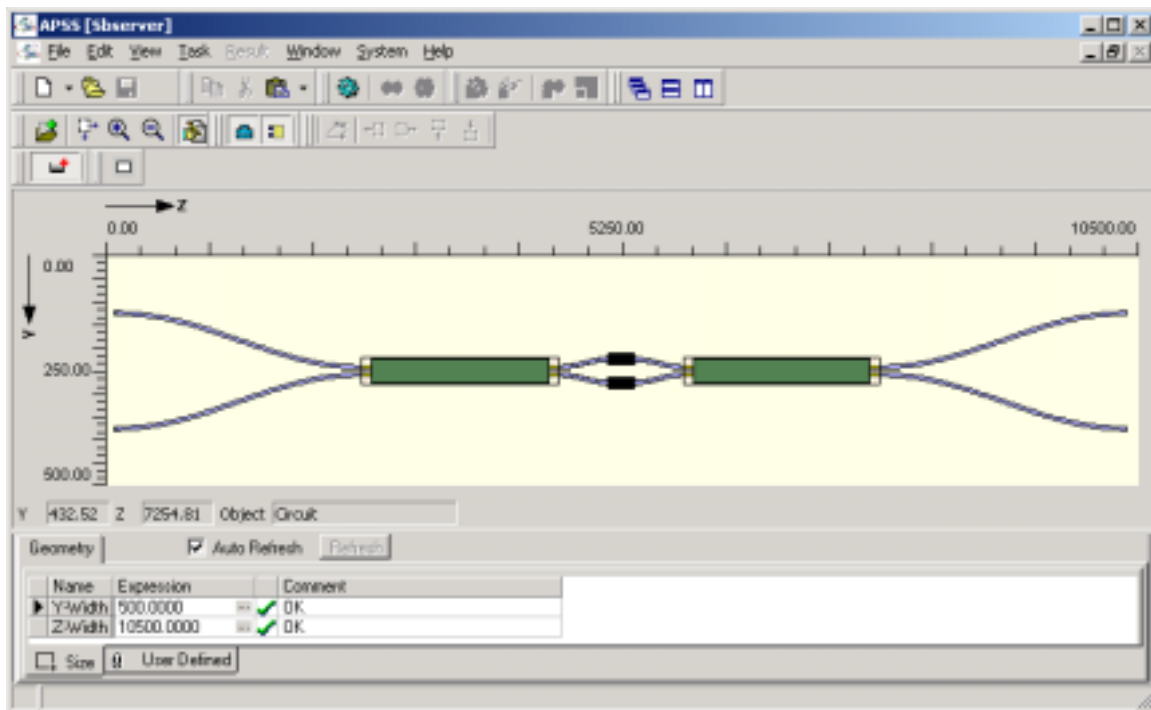 APSS [Sbserver]
File Edit View Task Result Window System Help
Z
0.00 5250.00 10500.00
0.00
Y
250.00
500.00
Y 432.52 Z 7254.81 Object Circuit
Geometry Auto Refresh Refresh
Name Expression Comment
Y-Width 500.0000 OK
Z-Width 10500.0000 OK
Size User Defined